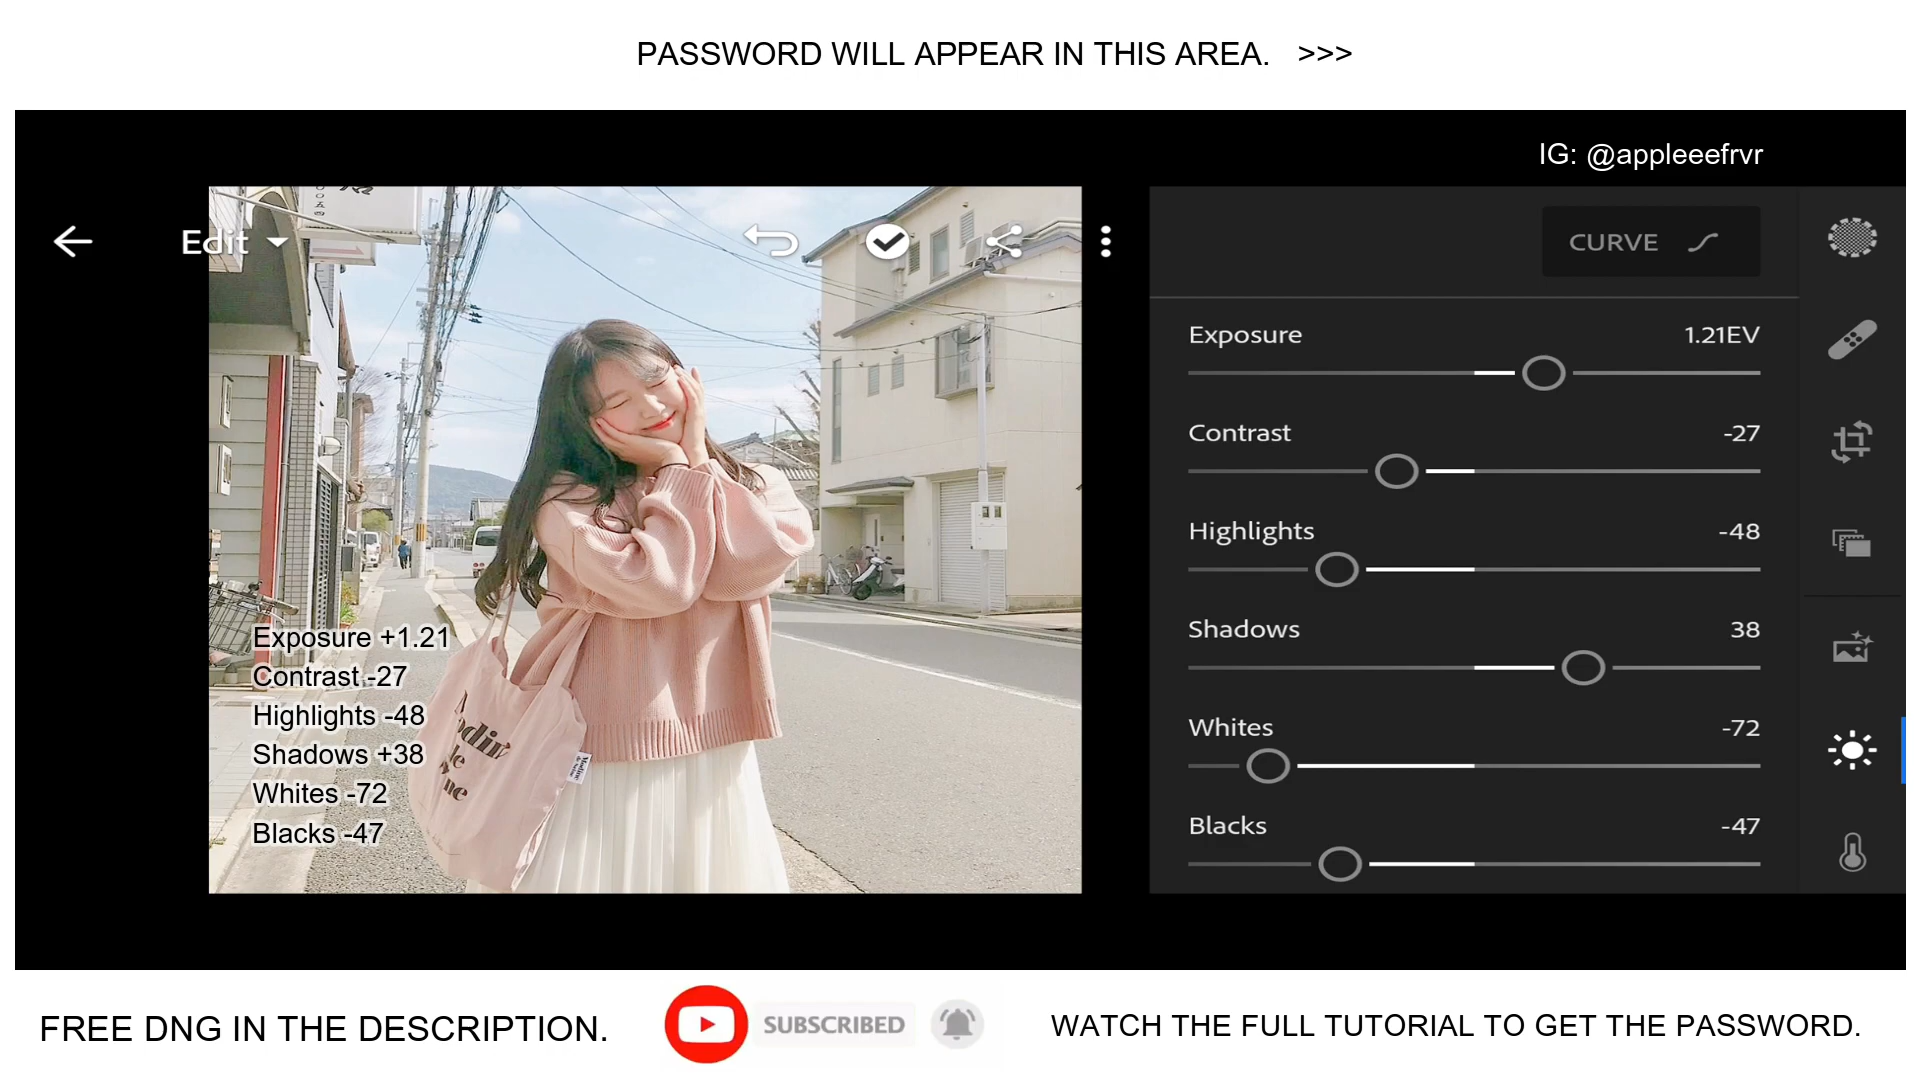 PASSWORD WILL APPEAR IN THIS AREA. >>>
IG: @appleeefrvr
Edit
CURVE
Exposure 1.21EV
Contrast -27
Highlights -48
Shadows 38
Whites -72
Blacks -47
Exposure +1.21
Contrast -27
Highlights -48
Shadows +38
Whites -72
Blacks -47
FREE DNG IN THE DESCRIPTION.
SUBSCRIBED
WATCH THE FULL TUTORIAL TO GET THE PASSWORD.